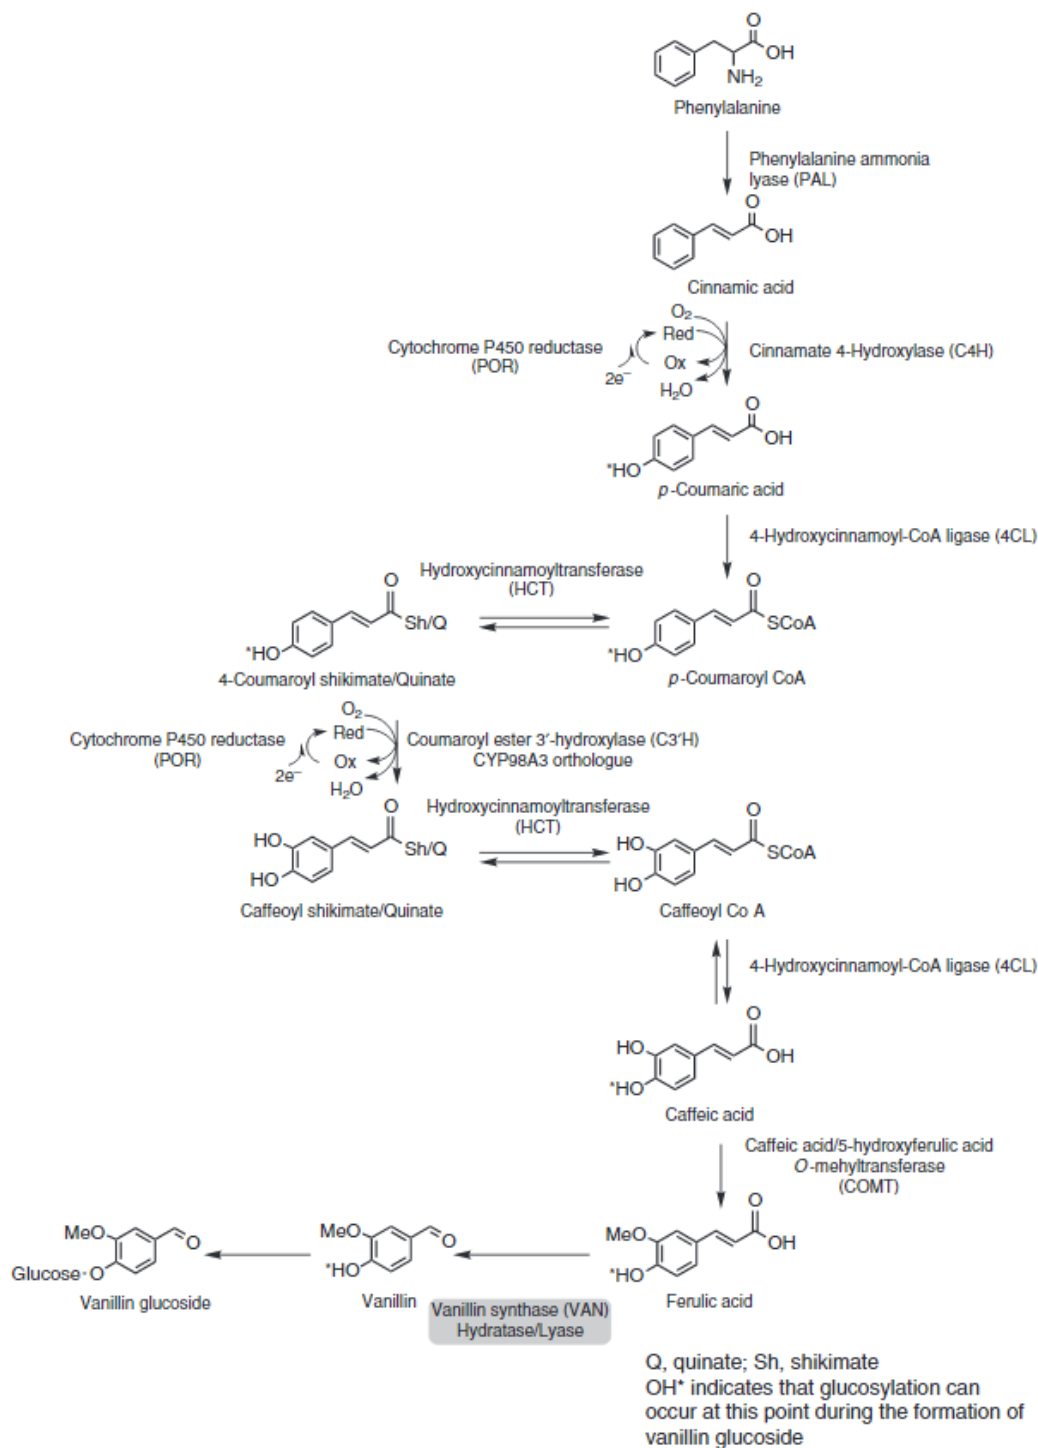 O
OH
NH2
Phenylalanine
Phenylalanine ammonia
lyase (PAL)
O
OH
Cinnamic acid
O2
Red
Cytochrome P450 reductase
(POR)
Ox
2e−
H2O
Cinnamate 4-Hydroxylase (C4H)
O
OH
*HO
p-Coumaric acid
4-Hydroxycinnamoyl-CoA ligase (4CL)
Hydroxycinnamoyltransferase
(HCT)
O
Sh/Q
*HO
4-Coumaroyl shikimate/Quinate
O
SCoA
*HO
p-Coumaroyl CoA
O2
Red
Cytochrome P450 reductase
(POR)
Ox
2e−
H2O
Coumaroyl ester 3′-hydroxylase (C3′H)
CYP98A3 orthologue
Hydroxycinnamoyltransferase
(HCT)
O
HO
Sh/Q
HO
Caffeoyl shikimate/Quinate
O
HO
SCoA
HO
Caffeoyl Co A
4-Hydroxycinnamoyl-CoA ligase (4CL)
O
HO
OH
*HO
Caffeic acid
Caffeic acid/5-hydroxyferulic acid
O-mehyltransferase
(COMT)
O
MeO
OH
*HO
Ferulic acid
MeO
O
*HO
Vanillin
Vanillin synthase (VAN)
Hydratase/Lyase
MeO
O
Glucose·O
Vanillin glucoside
Q, quinate; Sh, shikimate
OH* indicates that glucosylation can
occur at this point during the formation of
vanillin glucoside